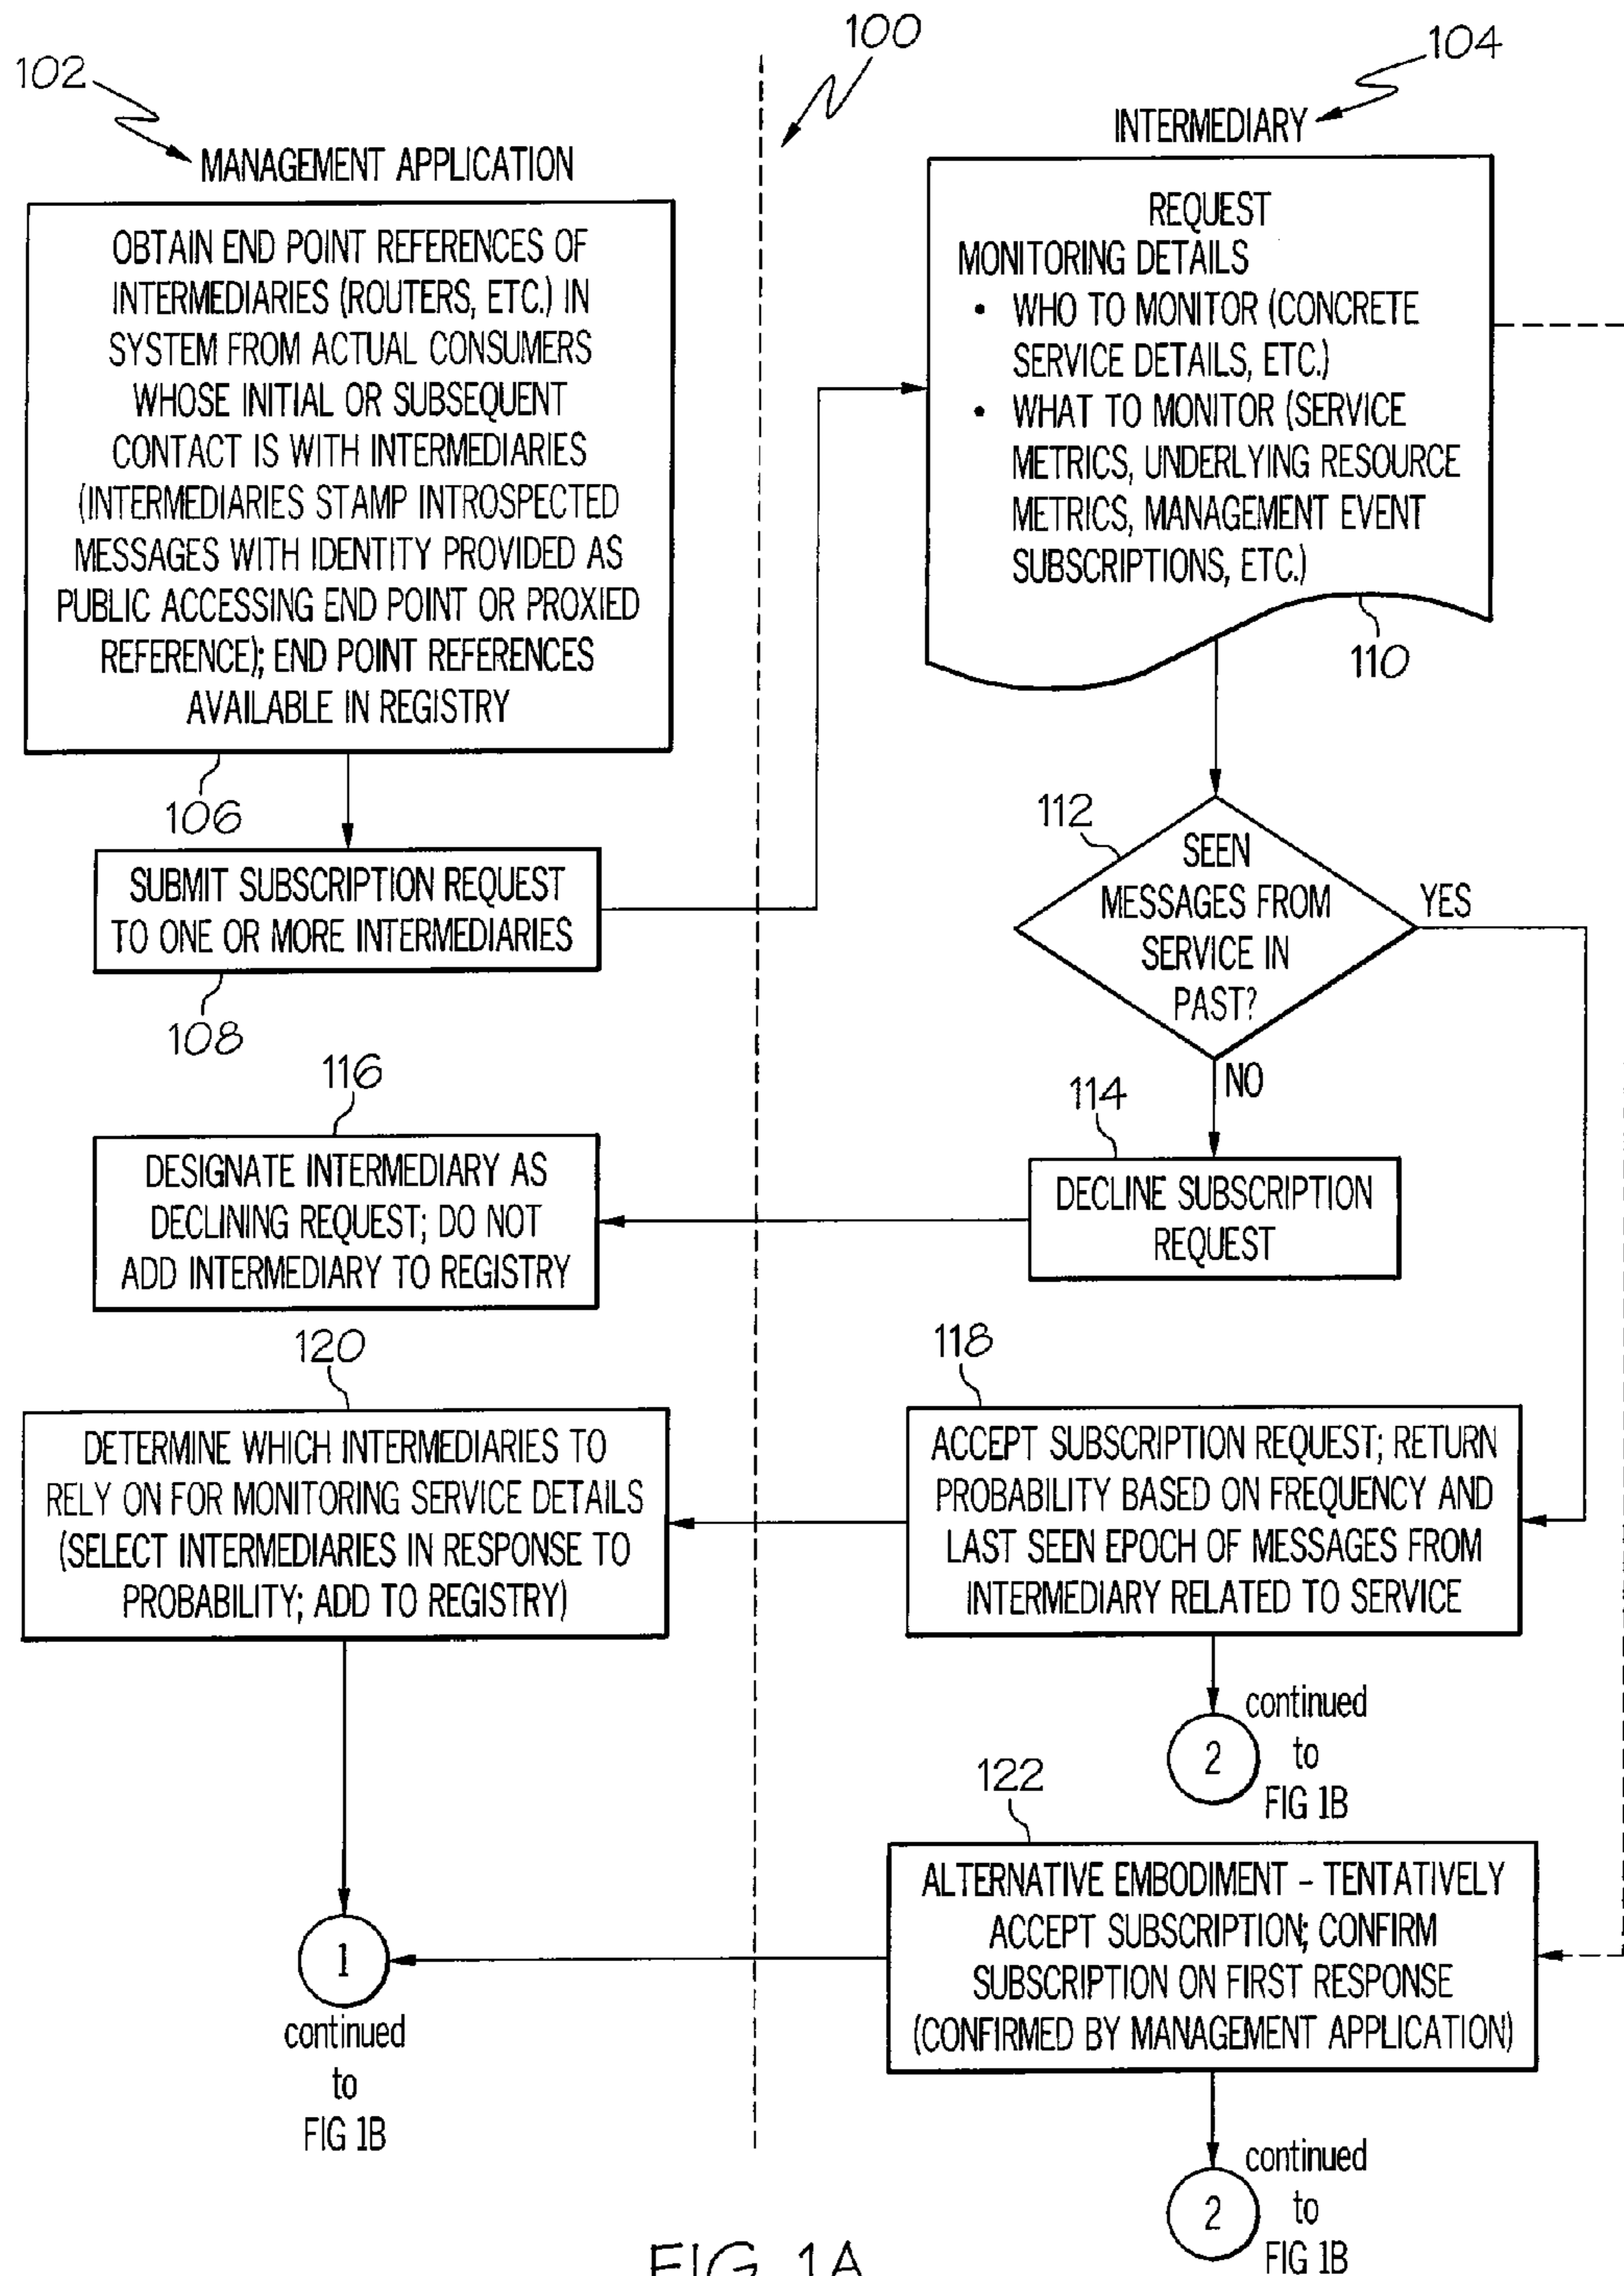 100
104
102
INTERMEDIARY
MANAGEMENT APPLICATION
OBTAIN END POINT REFERENCES OF
INTERMEDIARIES (ROUTERS, ETC.) IN
SYSTEM FROM ACTUAL CONSUMERS
WHOSE INITIAL OR SUBSEQUENT
CONTACT IS WITH INTERMEDIARIES
(INTERMEDIARIES STAMP INTROSPECTED
MESSAGES WITH IDENTITY PROVIDED AS
PUBLIC ACCESSING END POINT OR PROXIED
REFERENCE); END POINT REFERENCES
AVAILABLE IN REGISTRY
106
SUBMIT SUBSCRIPTION REQUEST
TO ONE OR MORE INTERMEDIARIES
108
REQUEST
MONITORING DETAILS
• WHO TO MONITOR (CONCRETE
SERVICE DETAILS, ETC.)
• WHAT TO MONITOR (SERVICE
METRICS, UNDERLYING RESOURCE
METRICS, MANAGEMENT EVENT
SUBSCRIPTIONS, ETC.)
110
112
SEEN
MESSAGES FROM
SERVICE IN
PAST?
YES
NO
114
DECLINE SUBSCRIPTION
REQUEST
116
DESIGNATE INTERMEDIARY AS
DECLINING REQUEST; DO NOT
ADD INTERMEDIARY TO REGISTRY
118
ACCEPT SUBSCRIPTION REQUEST; RETURN
PROBABILITY BASED ON FREQUENCY AND
LAST SEEN EPOCH OF MESSAGES FROM
INTERMEDIARY RELATED TO SERVICE
120
DETERMINE WHICH INTERMEDIARIES TO
RELY ON FOR MONITORING SERVICE DETAILS
(SELECT INTERMEDIARIES IN RESPONSE TO
PROBABILITY; ADD TO REGISTRY)
2
continued
to
FIG 1B
122
ALTERNATIVE EMBODIMENT – TENTATIVELY
ACCEPT SUBSCRIPTION; CONFIRM
SUBSCRIPTION ON FIRST RESPONSE
(CONFIRMED BY MANAGEMENT APPLICATION)
1
continued
to
FIG 1B
2
continued
to
FIG 1B
FIG. 1A